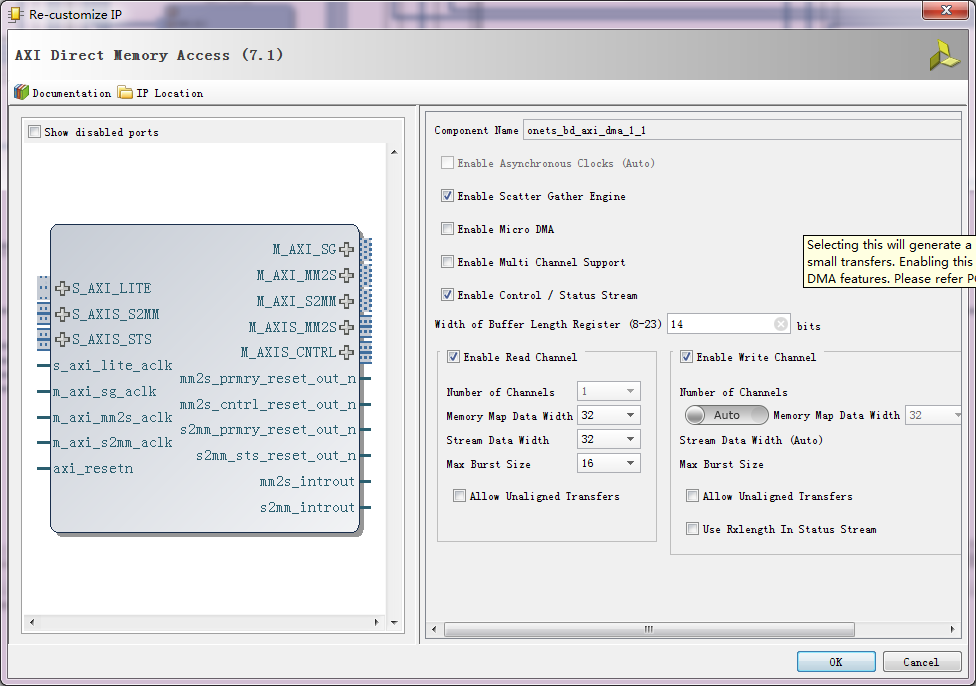 Re-customize IP
AXI Direct Memory Access (7.1)
Documentation IP Location
Show disabled ports
M_AXI_SG
M_AXI_MM2S
S_AXI_LITE
M_AXI_S2MM
S_AXIS_S2MM
M_AXIS_MM2S
S_AXIS_STS
M_AXIS_CNTRL
s_axi_lite_aclk
mm2s_prmry_reset_out_n
m_axi_sg_aclk
mm2s_cntrl_reset_out_n
m_axi_mm2s_aclk
s2mm_prmry_reset_out_n
m_axi_s2mm_aclk
s2mm_sts_reset_out_n
axi_resetn
mm2s_introut
s2mm_introut
Component Name onets_bd_axi_dma_1_1
Enable Asynchronous Clocks (Auto)
Enable Scatter Gather Engine
Enable Micro DMA
Enable Multi Channel Support
Enable Control / Status Stream
Width of Buffer Length Register (8-23) 14 bits
Selecting this will generate a
small transfers. Enabling this
DMA features. Please refer
Enable Read Channel
Number of Channels 1
Memory Map Data Width 32
Stream Data Width 32
Max Burst Size 16
Allow Unaligned Transfers
Enable Write Channel
Number of Channels
Auto Memory Map Data Width 32
Stream Data Width (Auto)
Max Burst Size
Allow Unaligned Transfers
Use Rxlength In Status Stream
OK Cancel